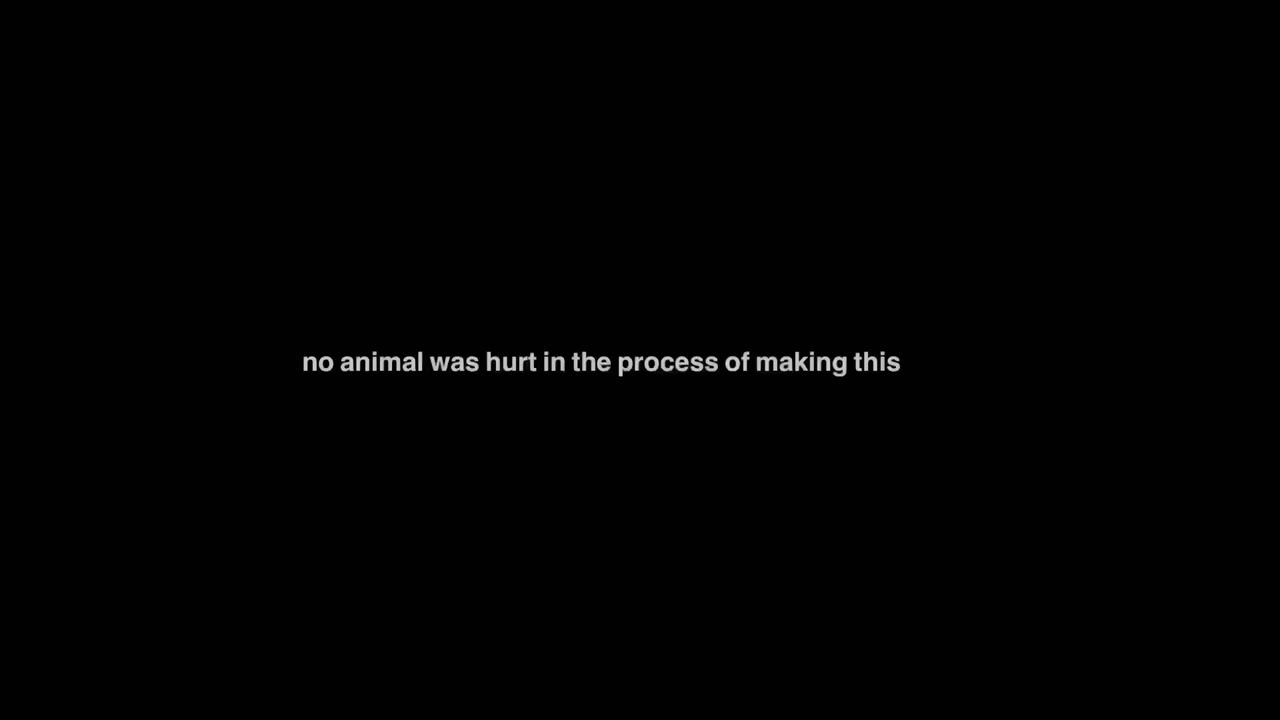 no animal was hurt in the process of making this